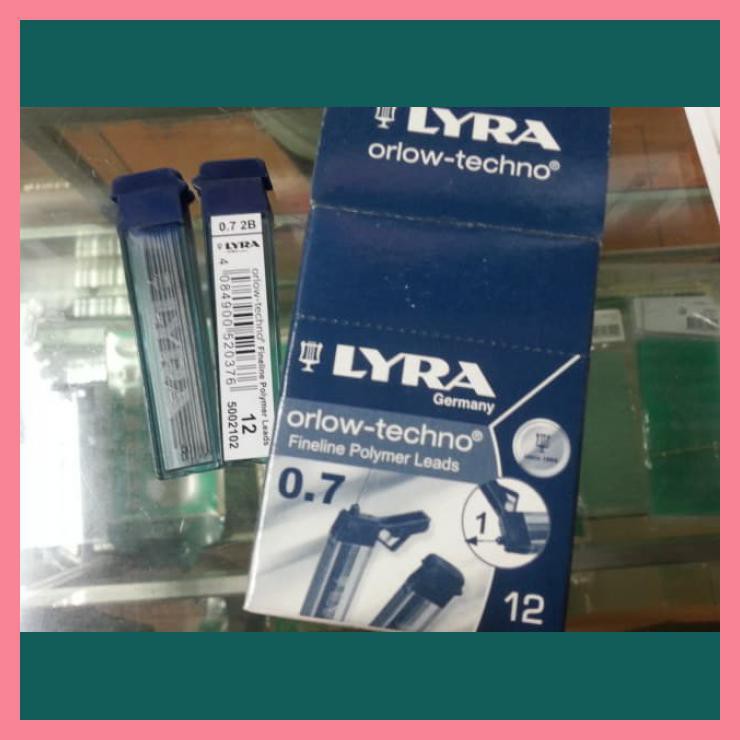 LYRA
orlow-techno®
0.7 2B
LYRA
orlow-techno® Fineline Polymer Leads
4 084900 520376
12
5002102
LYRA
Germany
orlow-techno®
Fineline Polymer Leads
0.7
1
12